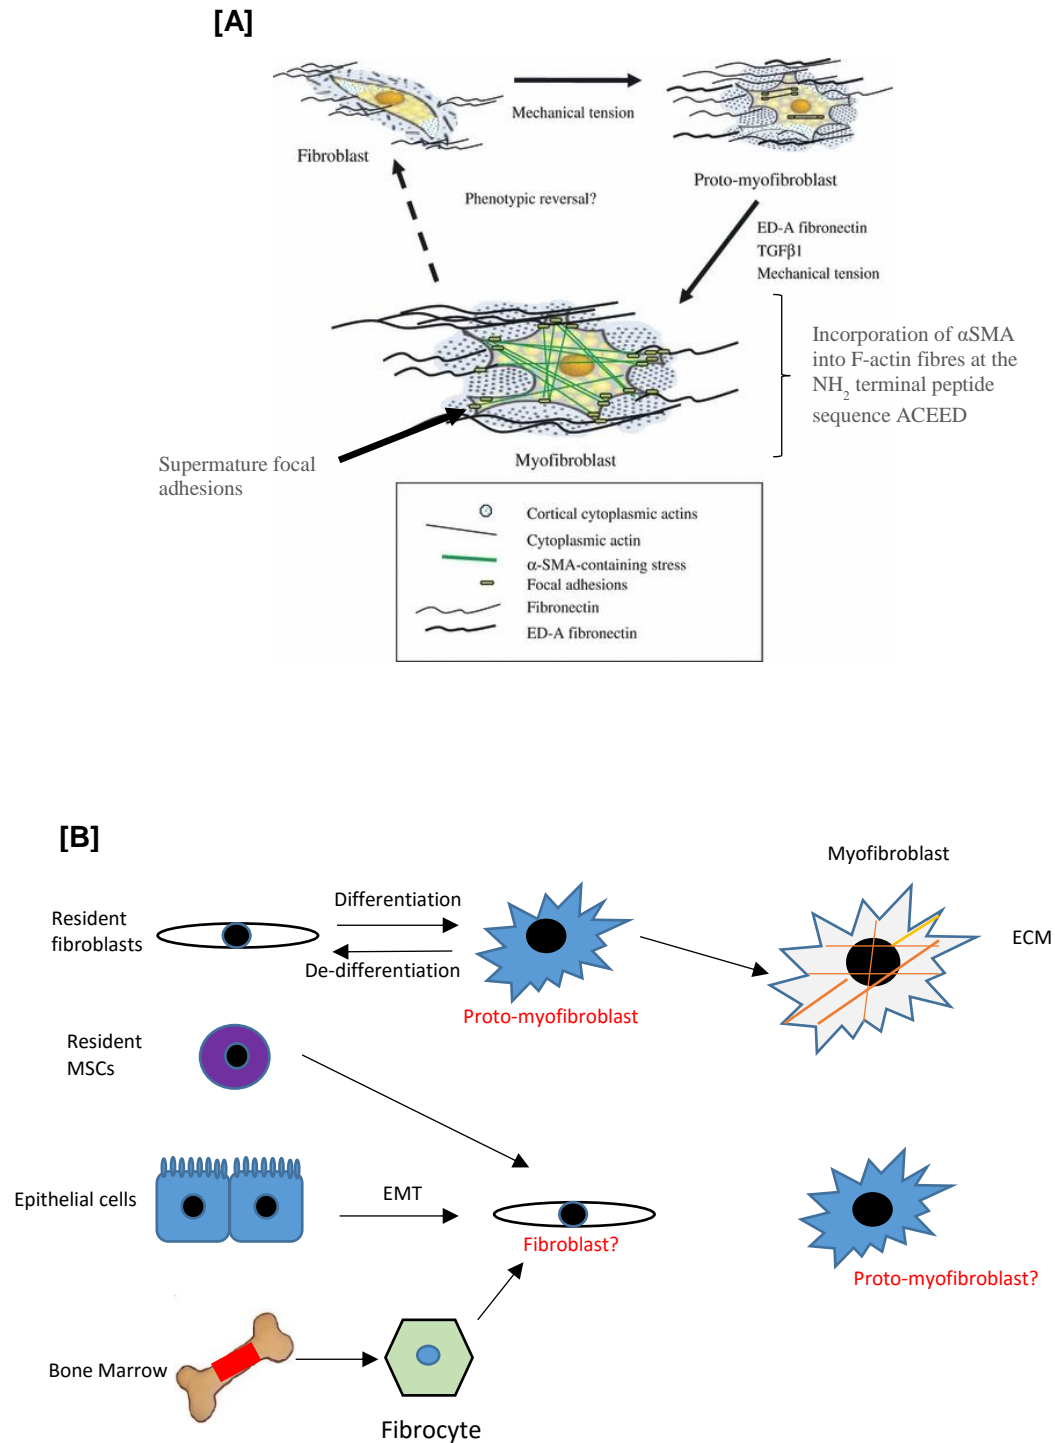 [A]
Mechanical tension
Fibroblast
Proto-myofibroblast
Phenotypic reversal?
ED-A fibronectin
TGFβ1
Mechanical tension
Incorporation of αSMA
into F-actin fibres at the
NH2 terminal peptide
sequence ACEED
Supermature focal
adhesions
Myofibroblast
Cortical cytoplasmic actins
Cytoplasmic actin
α-SMA-containing stress
Focal adhesions
Fibronectin
ED-A fibronectin
[B]
Myofibroblast
Resident
fibroblasts
Differentiation
De-differentiation
ECM
Proto-myofibroblast
Resident
MSCs
Epithelial cells
EMT
Fibroblast?
Proto-myofibroblast?
Bone Marrow
Fibrocyte